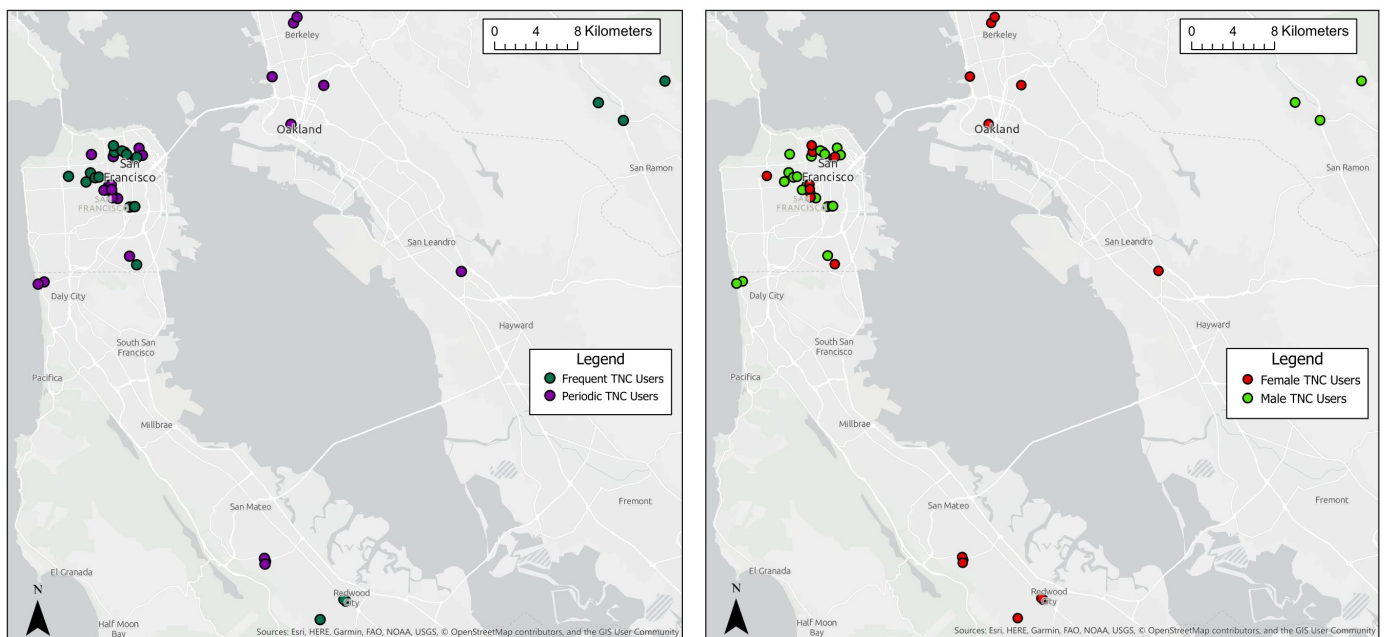 0 4 8 Kilometers
Berkeley
Oakland
San
Francisco
SAN
FRANCISCO
San Ramon
San Leandro
Daly City
Hayward
South San
Francisco
Legend
Frequent TNC Users
Periodic TNC Users
Pacifica
Millbrae
San Mateo
Fremont
El Granada
N
Redwood
City
Half Moon
Bay
Sources: Esri, HERE, Garmin, FAO, NOAA, USGS, © OpenStreetMap contributors, and the GIS User Community
0 4 8 Kilometers
Berkeley
Oakland
San
Francisco
SAN
FRANCISCO
San Ramon
San Leandro
Daly City
Hayward
South San
Francisco
Legend
Female TNC Users
Male TNC Users
Pacifica
Millbrae
San Mateo
Fremont
El Granada
N
Redwood
City
Half Moon
Bay
Sources: Esri, HERE, Garmin, FAO, NOAA, USGS, © OpenStreetMap contributors, and the GIS User Community